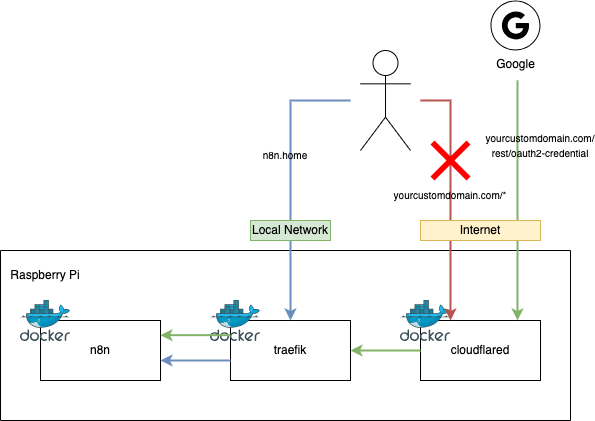 Google
yourcustomdomain.com/
rest/oauth2-credential
n8n.home
yourcustomdomain.com/*
Local Network
Internet
Raspberry Pi
docker
docker
docker
n8n
traefik
cloudflared